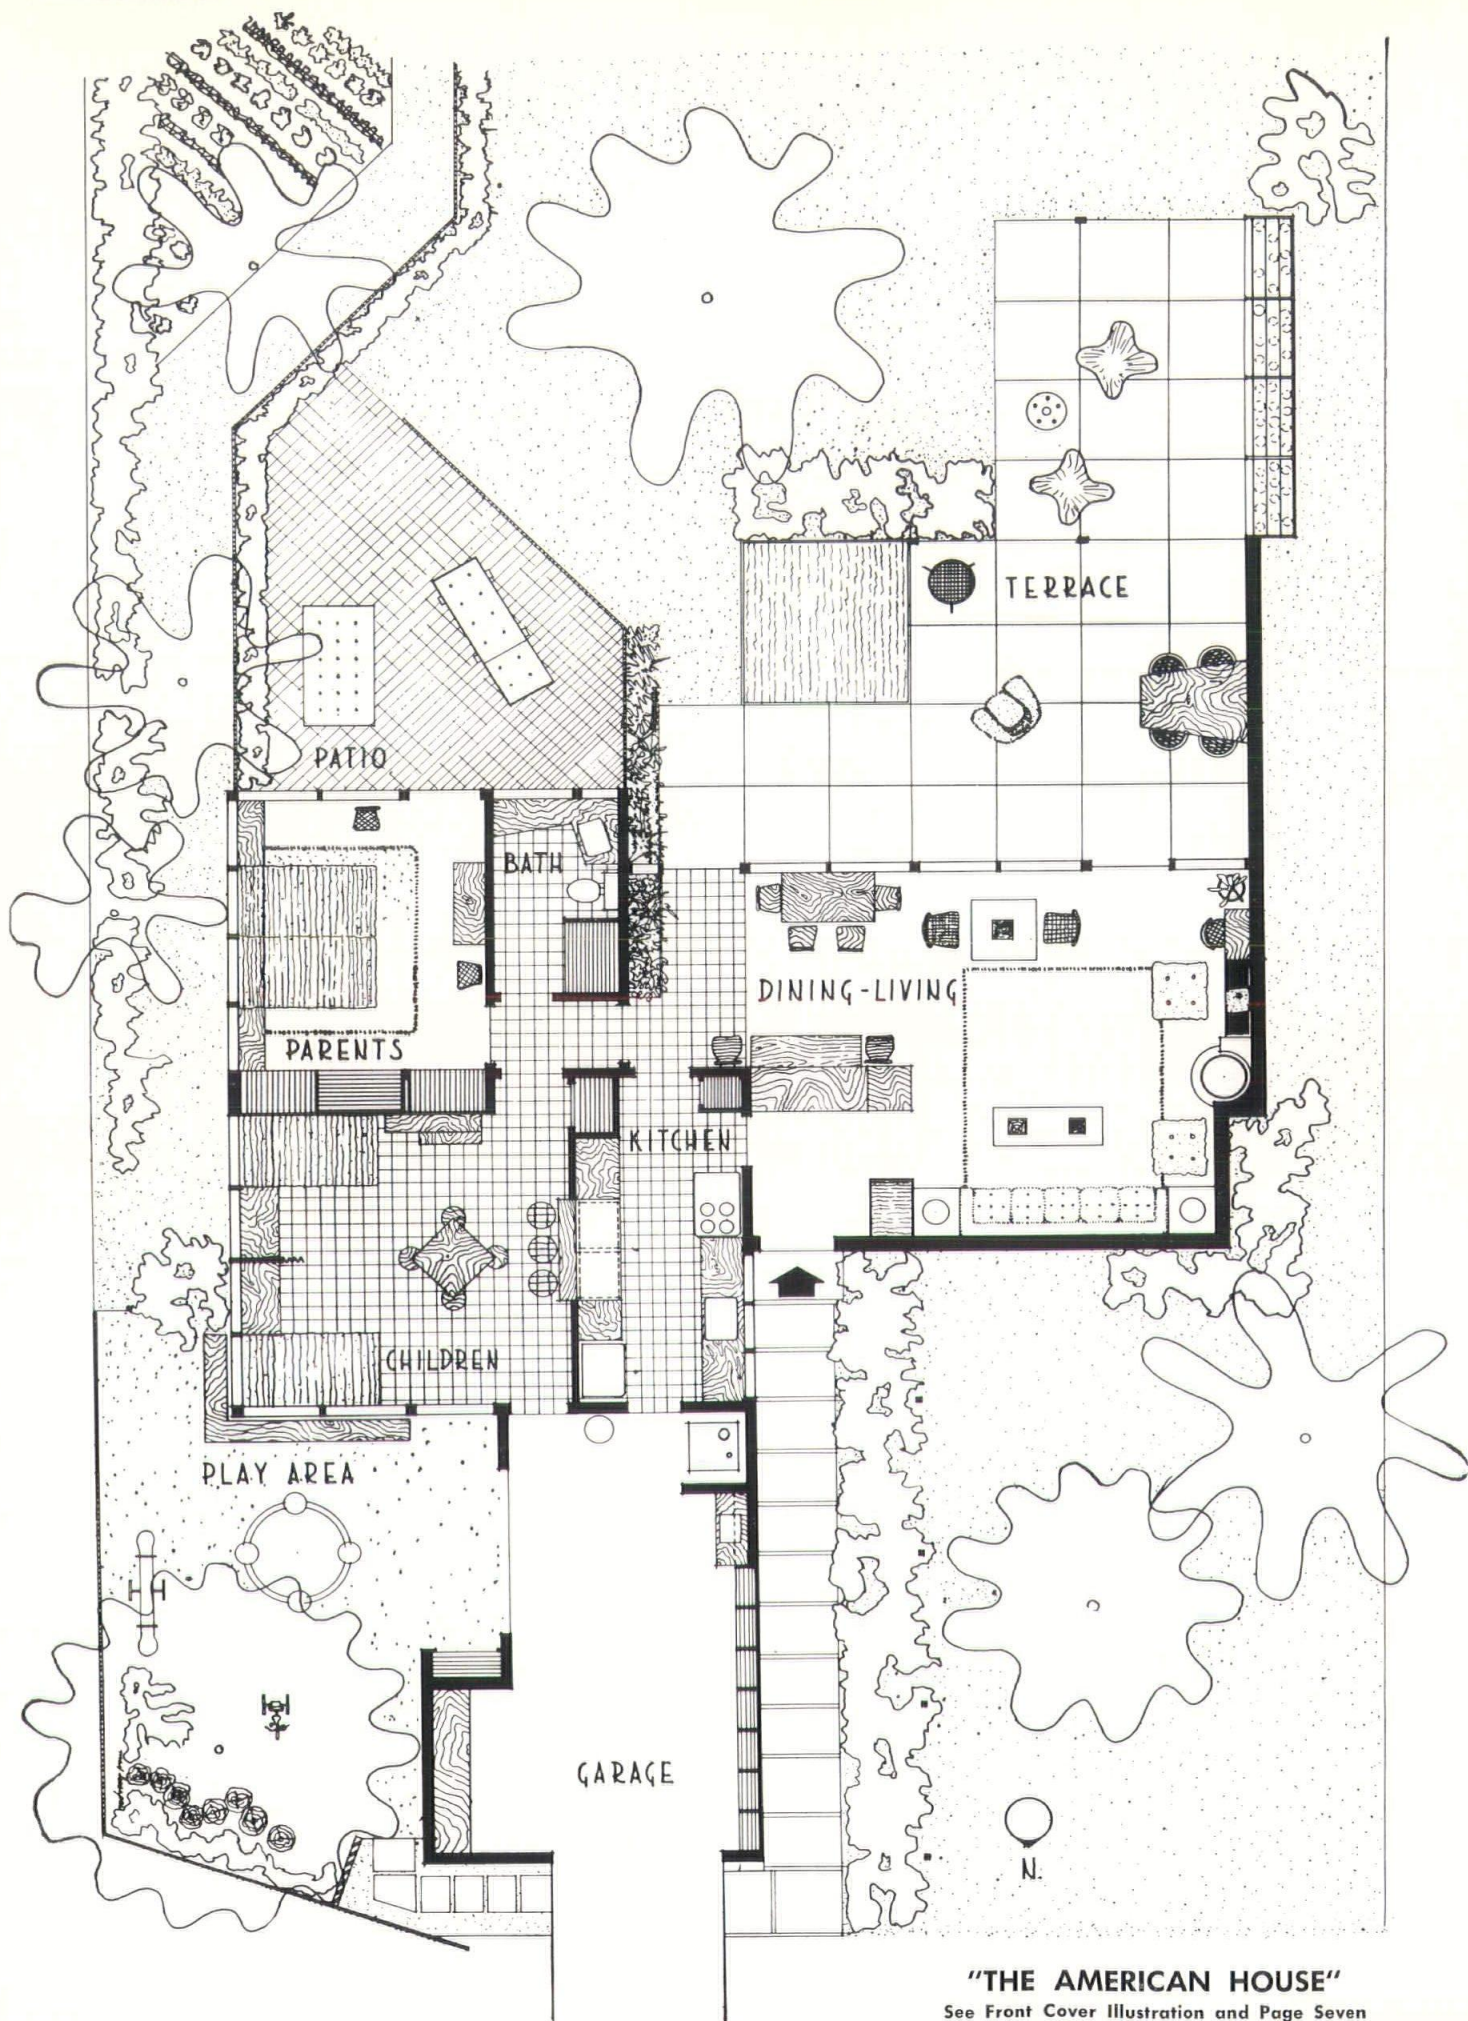 TERRACE
PATIO
BATH
DINING-LIVING
PARENTS
KITCHEN
CHILDREN
PLAY AREA
GARAGE
N.
"THE AMERICAN HOUSE"
See Front Cover Illustration and Page Seven